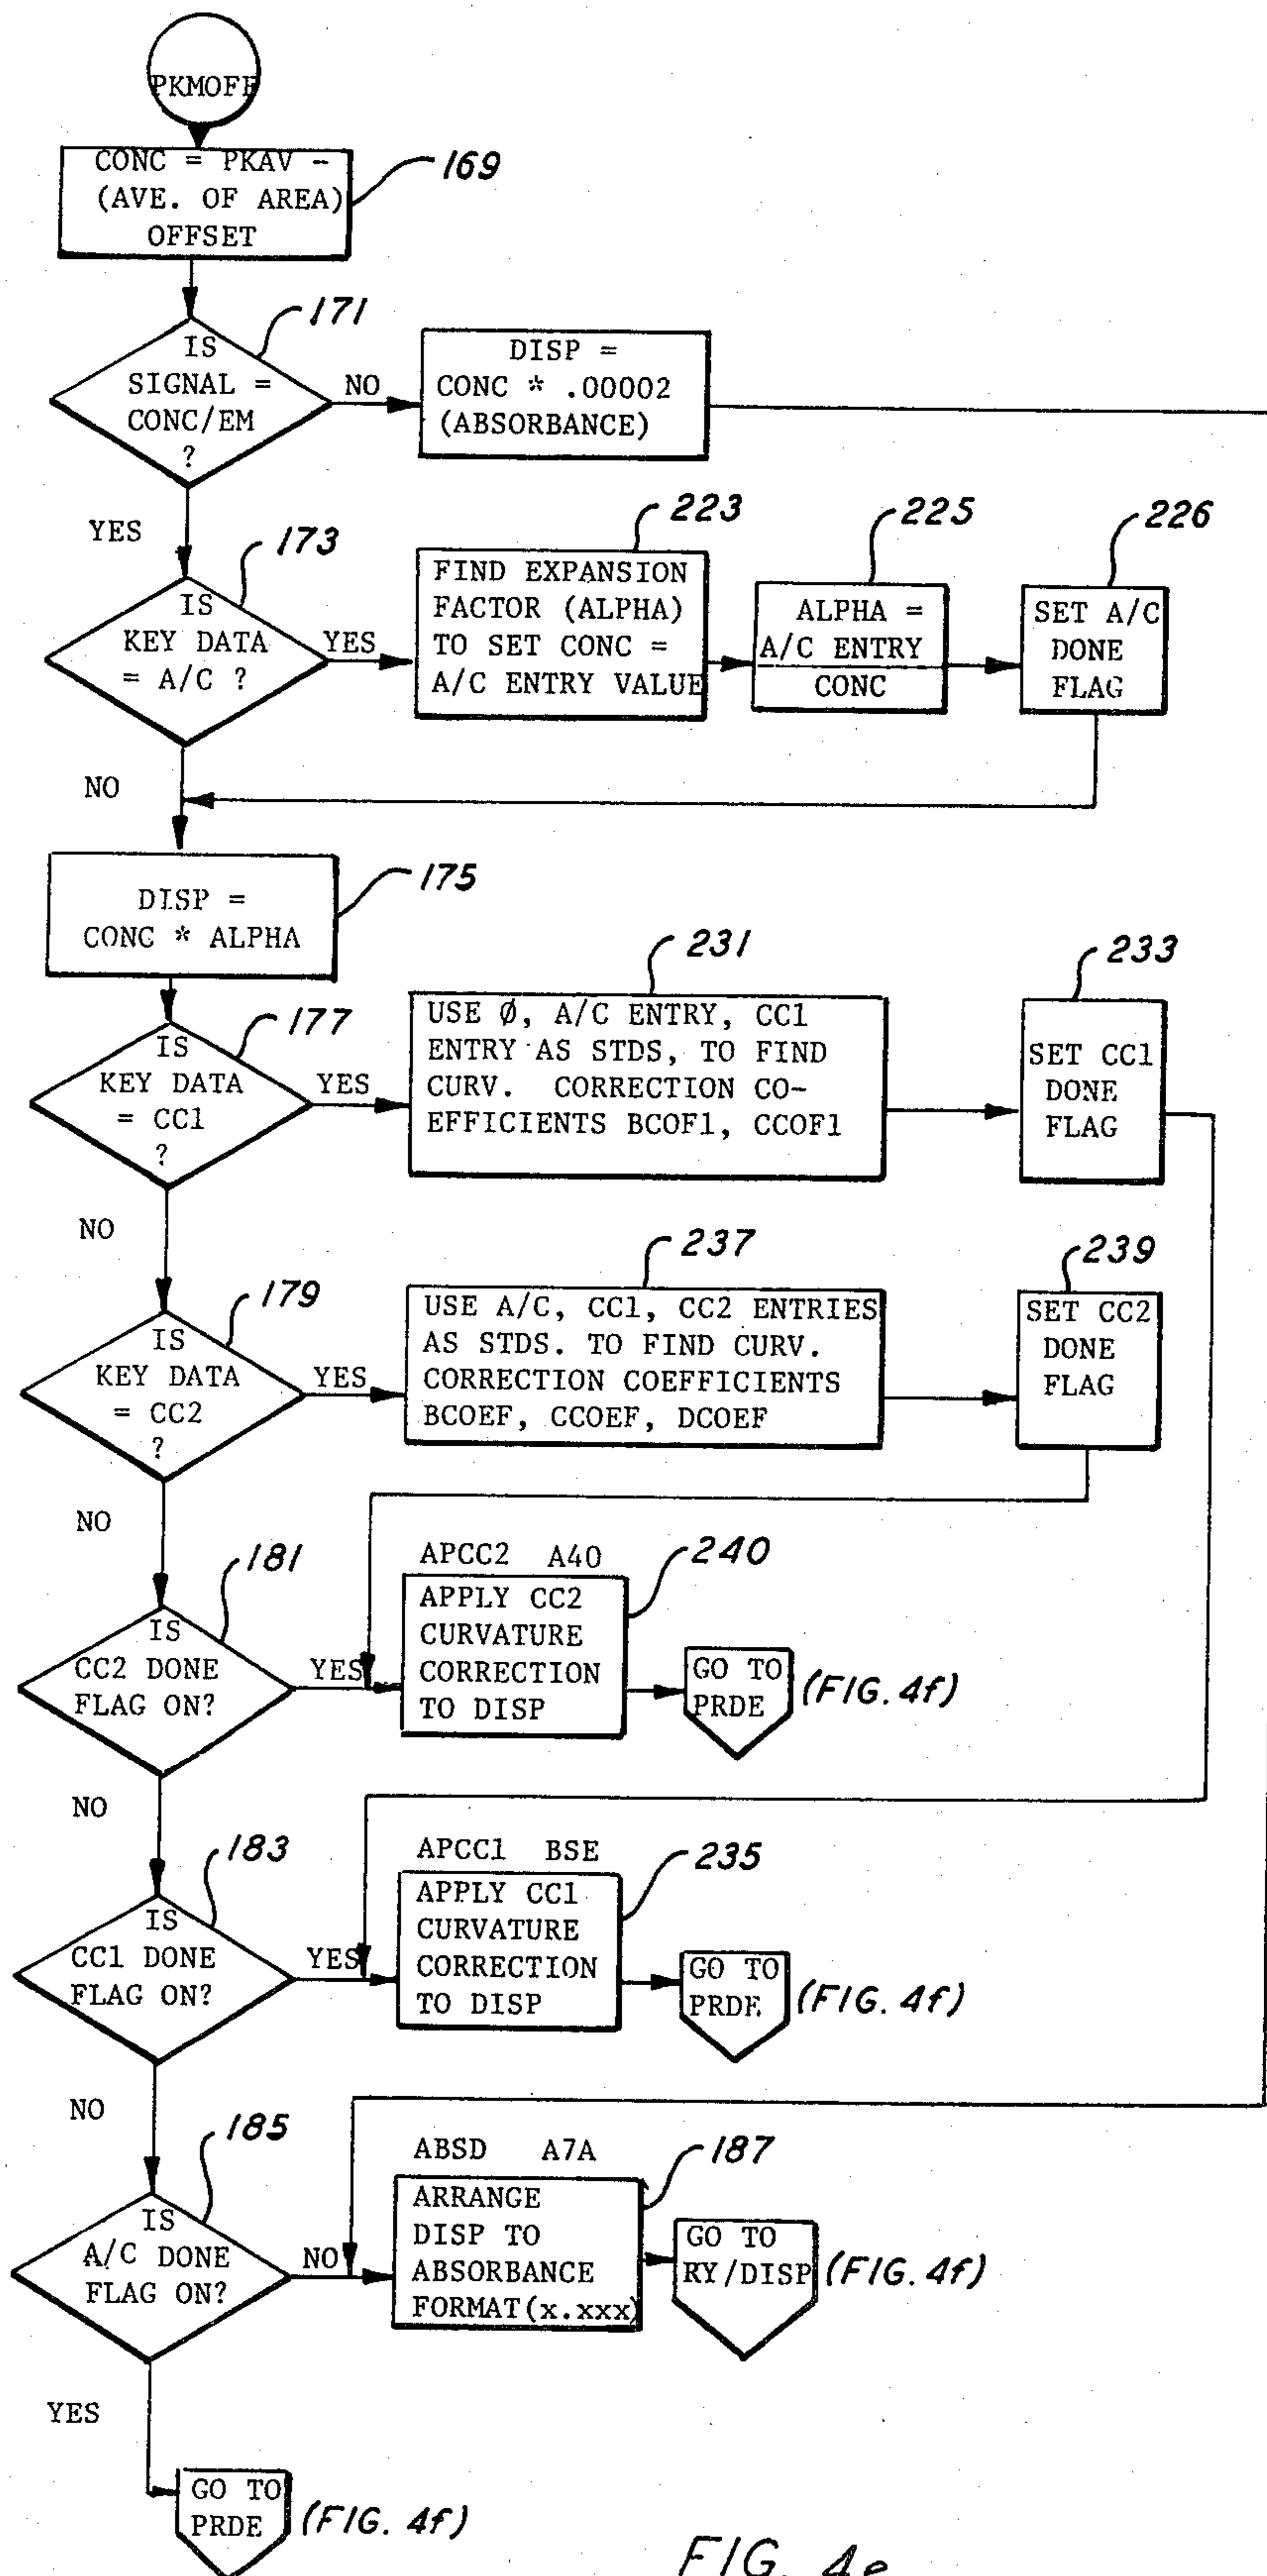 PKMOFF
CONC = PKAV -
(AVE. OF AREA)
OFFSET
169
IS
SIGNAL =
CONC/EM
?
171
NO
DISP =
CONC * .00002
(ABSORBANCE)
YES
IS
KEY DATA
= A/C ?
173
YES
FIND EXPANSION
FACTOR (ALPHA)
TO SET CONC =
A/C ENTRY VALUE
223
ALPHA =
A/C ENTRY
CONC
225
SET A/C
DONE
FLAG
226
NO
DISP =
CONC * ALPHA
175
IS
KEY DATA
= CC1
?
177
YES
USE Ø, A/C ENTRY, CC1
ENTRY AS STDS, TO FIND
CURV. CORRECTION CO-
EFFICIENTS BCOF1, CCOF1
231
SET CC1
DONE
FLAG
233
NO
IS
KEY DATA
= CC2
?
179
YES
USE A/C, CC1, CC2 ENTRIES
AS STDS. TO FIND CURV.
CORRECTION COEFFICIENTS
BCOEF, CCOEF, DCOEF
237
SET CC2
DONE
FLAG
239
NO
IS
CC2 DONE
FLAG ON?
181
YES
APCC2 A40
APPLY CC2
CURVATURE
CORRECTION
TO DISP
240
GO TO
PRDE
(FIG. 4f)
NO
IS
CC1 DONE
FLAG ON?
183
YES
APCC1 BSE
APPLY CC1
CURVATURE
CORRECTION
TO DISP
235
GO TO
PRDE
(FIG. 4f)
NO
IS
A/C DONE
FLAG ON?
185
NO
ABSD A7A
ARRANGE
DISP TO
ABSORBANCE
FORMAT(x.xxx)
187
GO TO
RY/DISP
(FIG. 4f)
YES
GO TO
PRDE
(FIG. 4f)
FIG. 4e